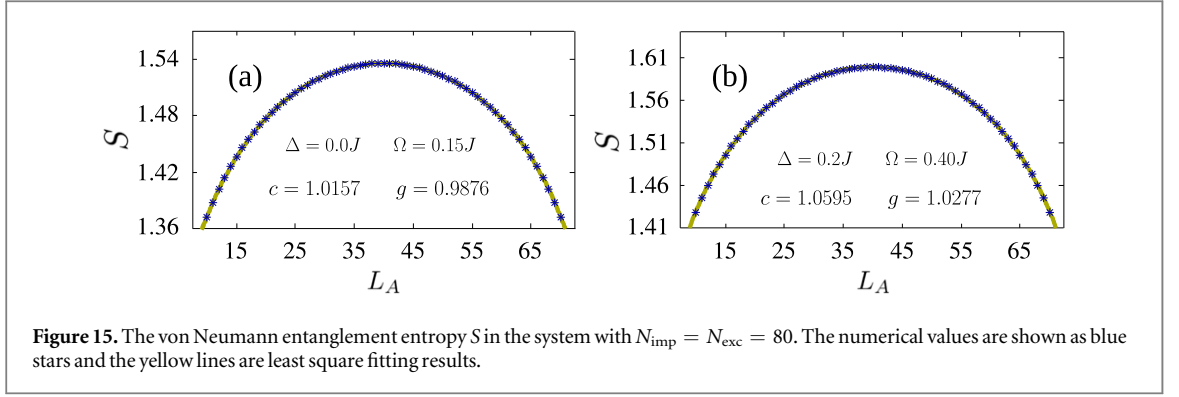 (a)
S
1.54
1.48
1.42
1.36
Δ = 0.0J Ω = 0.15J
c = 1.0157 g = 0.9876
15 25 35 45 55 65
L_A
(b)
S
1.61
1.56
1.51
1.46
1.41
Δ = 0.2J Ω = 0.40J
c = 1.0595 g = 1.0277
15 25 35 45 55 65
L_A
Figure 15. The von Neumann entanglement entropy S in the system with N_imp = N_exc = 80. The numerical values are shown as blue
stars and the yellow lines are least square fitting results.